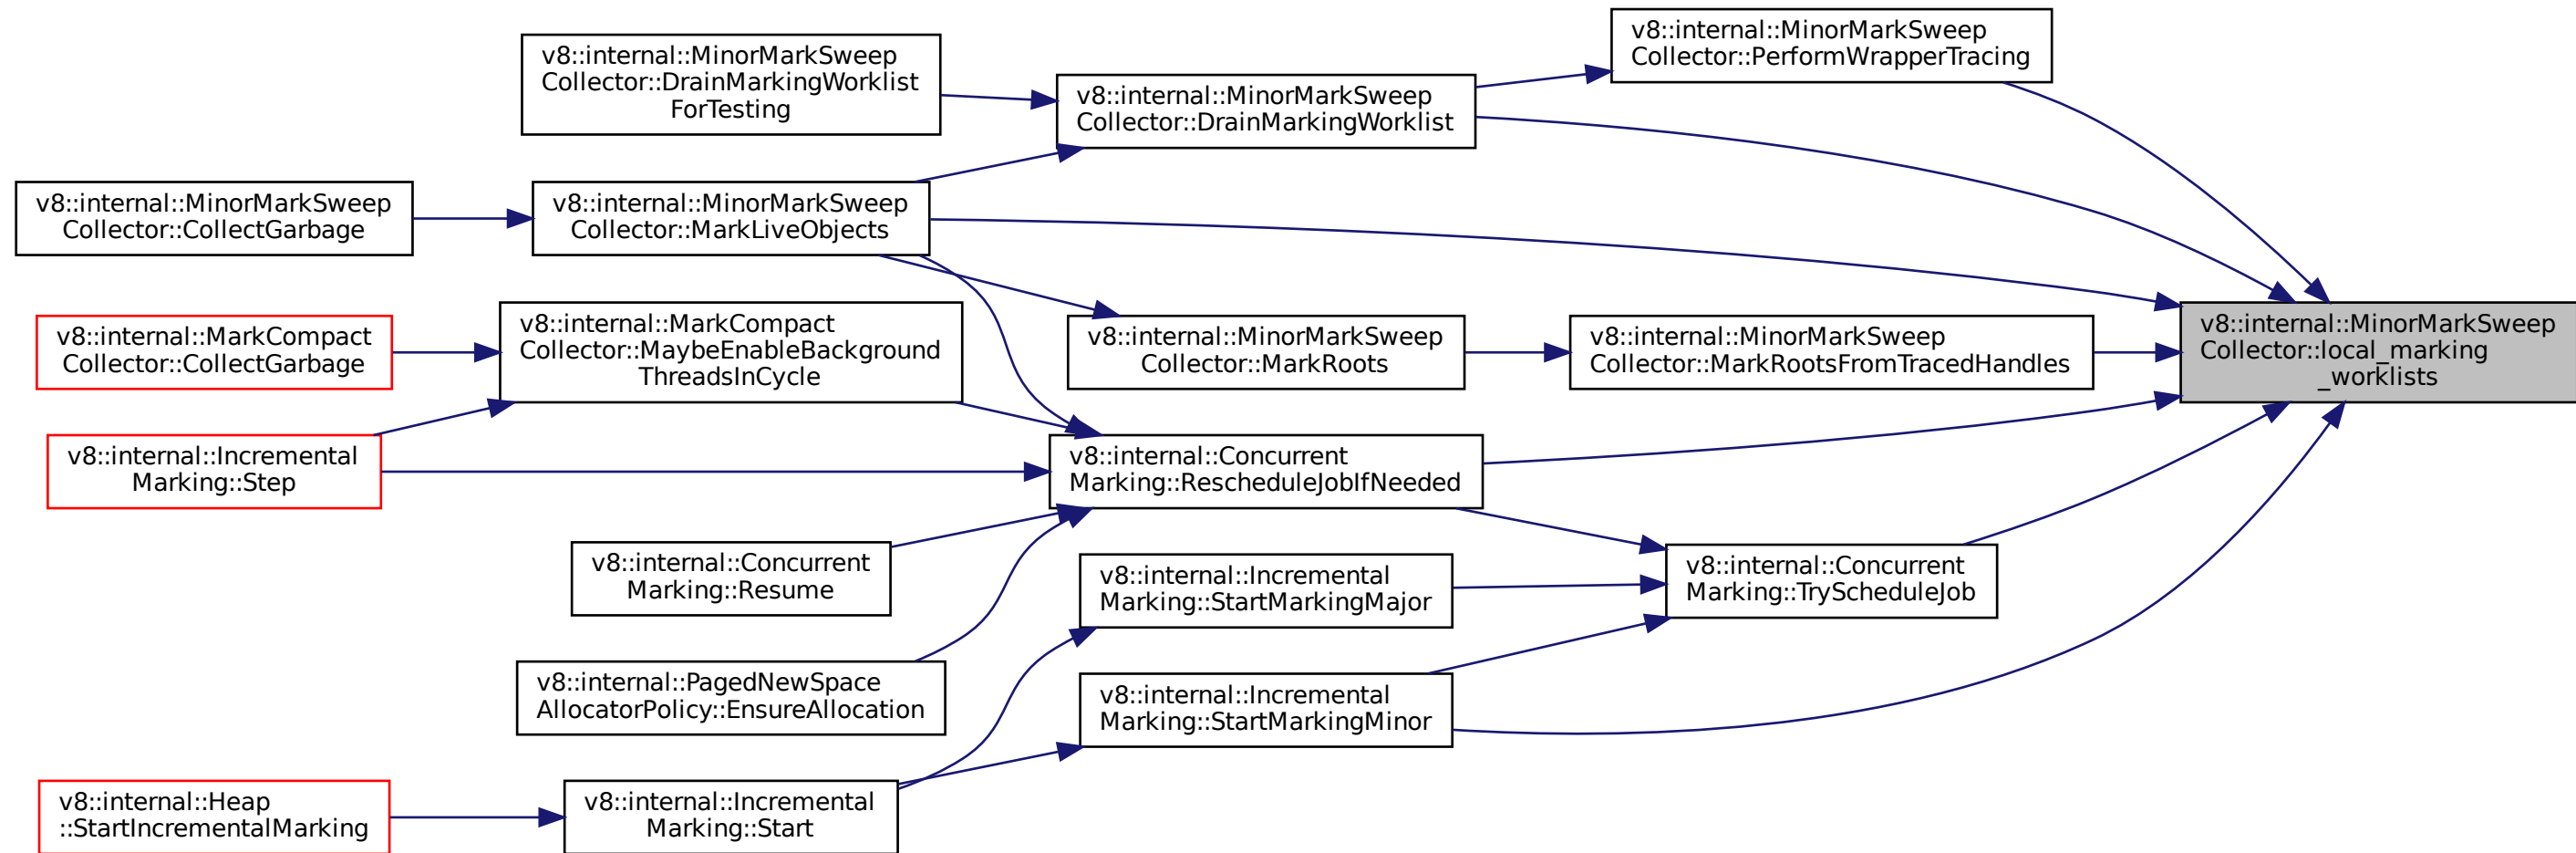 v8::internal::MinorMarkSweep
Collector::PerformWrapperTracing
v8::internal::MinorMarkSweep
Collector::DrainMarkingWorklist
ForTesting
v8::internal::MinorMarkSweep
Collector::DrainMarkingWorklist
v8::internal::MinorMarkSweep
Collector::CollectGarbage
v8::internal::MinorMarkSweep
Collector::MarkLiveObjects
v8::internal::MarkCompact
Collector::CollectGarbage
v8::internal::MarkCompact
Collector::MaybeEnableBackground
ThreadsInCycle
v8::internal::MinorMarkSweep
Collector::MarkRoots
v8::internal::MinorMarkSweep
Collector::MarkRootsFromTracedHandles
v8::internal::MinorMarkSweep
Collector::local_marking
_worklists
v8::internal::Incremental
Marking::Step
v8::internal::Concurrent
Marking::RescheduleJobIfNeeded
v8::internal::Concurrent
Marking::Resume
v8::internal::Incremental
Marking::StartMarkingMajor
v8::internal::Concurrent
Marking::TryScheduleJob
v8::internal::PagedNewSpace
AllocatorPolicy::EnsureAllocation
v8::internal::Incremental
Marking::StartMarkingMinor
v8::internal::Heap
::StartIncrementalMarking
v8::internal::Incremental
Marking::Start